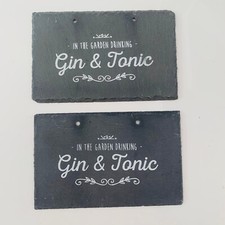 - IN THE GARDEN DRINKING -
Gin & Tonic
- IN THE GARDEN DRINKING -
Gin & Tonic